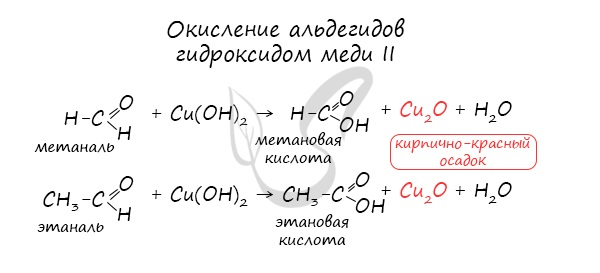 Окисление альдегидов
гидроксидом меди II
H-C=O H + Cu(OH)₂ → H-C=O OH + Cu₂O + H₂O
метаналь метановая кислота кирпично-красный осадок
CH₃-C=O H + Cu(OH)₂ → CH₃-C=O OH + Cu₂O + H₂O
этаналь этановая кислота